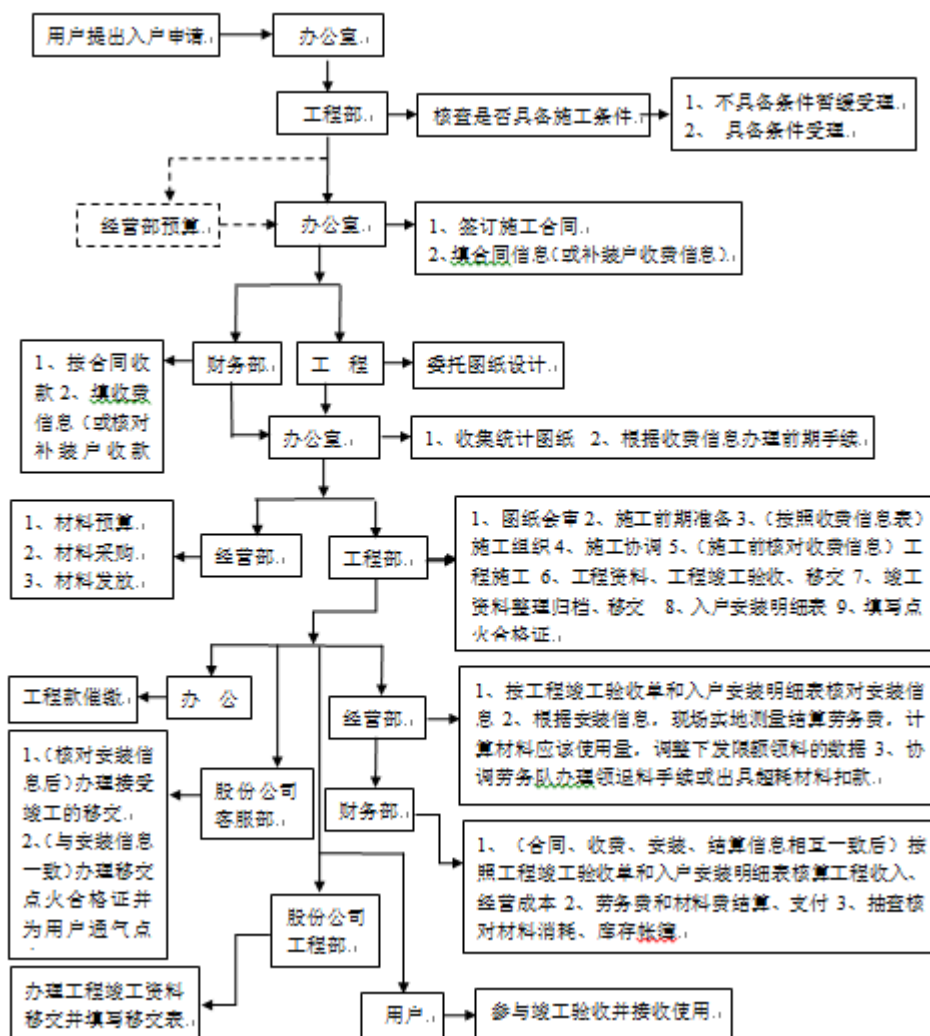 用户提出入户申请.
办公室.
工程部.
核查是否具备施工条件.
1、不具备条件暂缓受理.
2、 具备条件受理.
经营部预算.
办公室.
1、签订施工合同.
2、填合同信息(或补装户收费信息).
1、按合同收
款 2、填收费
信息(或核对
补装户收款
财务部.
工 程
委托图纸设计.
办公室.
1、收集统计图纸 2、根据收费信息办理前期手续.
1、材料预算.
2、材料采购.
3、材料发放.
经营部.
工程部.
1、图纸会审 2、施工前期准备 3、(按照收费信息表)
施工组织 4、施工协调 5、(施工前核对收费信息)工
程施工 6、工程资料、工程竣工验收、移交 7、竣工
资料整理归档、移交 8、入户安装明细表 9、填写点
火合格证.
工程款催缴.
办 公
经营部.
1、按工程竣工验收单和入户安装明细表核对安装信
息 2、根据安装信息，现场实地测量结算劳务费，计
算材料应该使用量，调整下发限额领料的数据 3、协
调劳务队办理领退料手续或出具超耗材料扣款.
1、(核对安装信
息后)办理接受
竣工的移交.
2、(与安装信息
一致)办理移交
点火合格证并
为用户通气点
股份公司
客服部.
财务部.
1、(合同、收费、安装、结算信息相互一致后)按
照工程竣工验收单和入户安装明细表核算工程收入、
经营成本 2、劳务费和材料费结算、支付 3、抽查核
对材料消耗、库存帐簿.
股份公司
工程部.
办理工程竣工资料
移交并填写移交表.
用户.
参与竣工验收并接收使用.